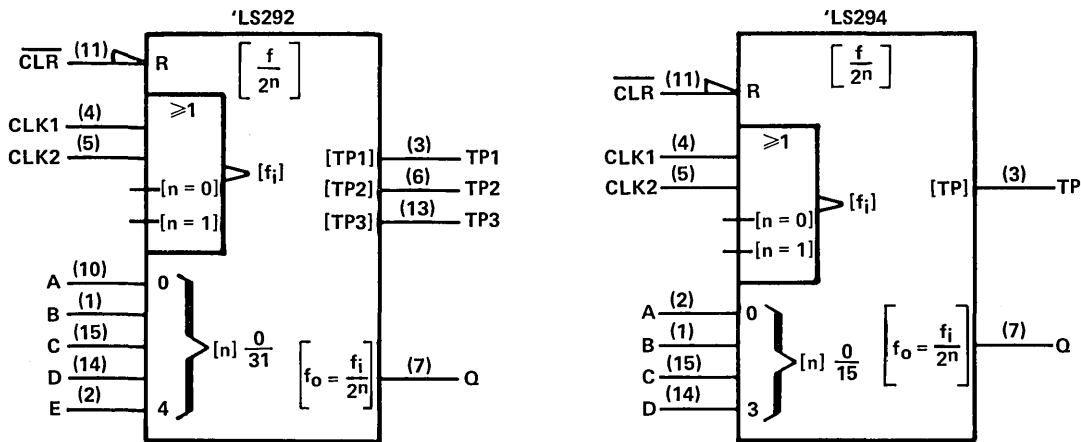 'LS292
CLR (11) R
[f/2ⁿ]
≥1
CLK1 (4)
CLK2 (5)
[n = 0]
[n = 1]
[fi]
[TP1] (3) TP1
[TP2] (6) TP2
[TP3] (13) TP3
A (10) 0
B (1)
C (15)
D (14)
E (2) 4
[n] 0/31
[fo = fi/2ⁿ]
(7) Q
'LS294
CLR (11) R
[f/2ⁿ]
≥1
CLK1 (4)
CLK2 (5)
[n = 0]
[n = 1]
[fi]
[TP] (3) TP
A (2) 0
B (1)
C (15)
D (14) 3
[n] 0/15
[fo = fi/2ⁿ]
(7) Q